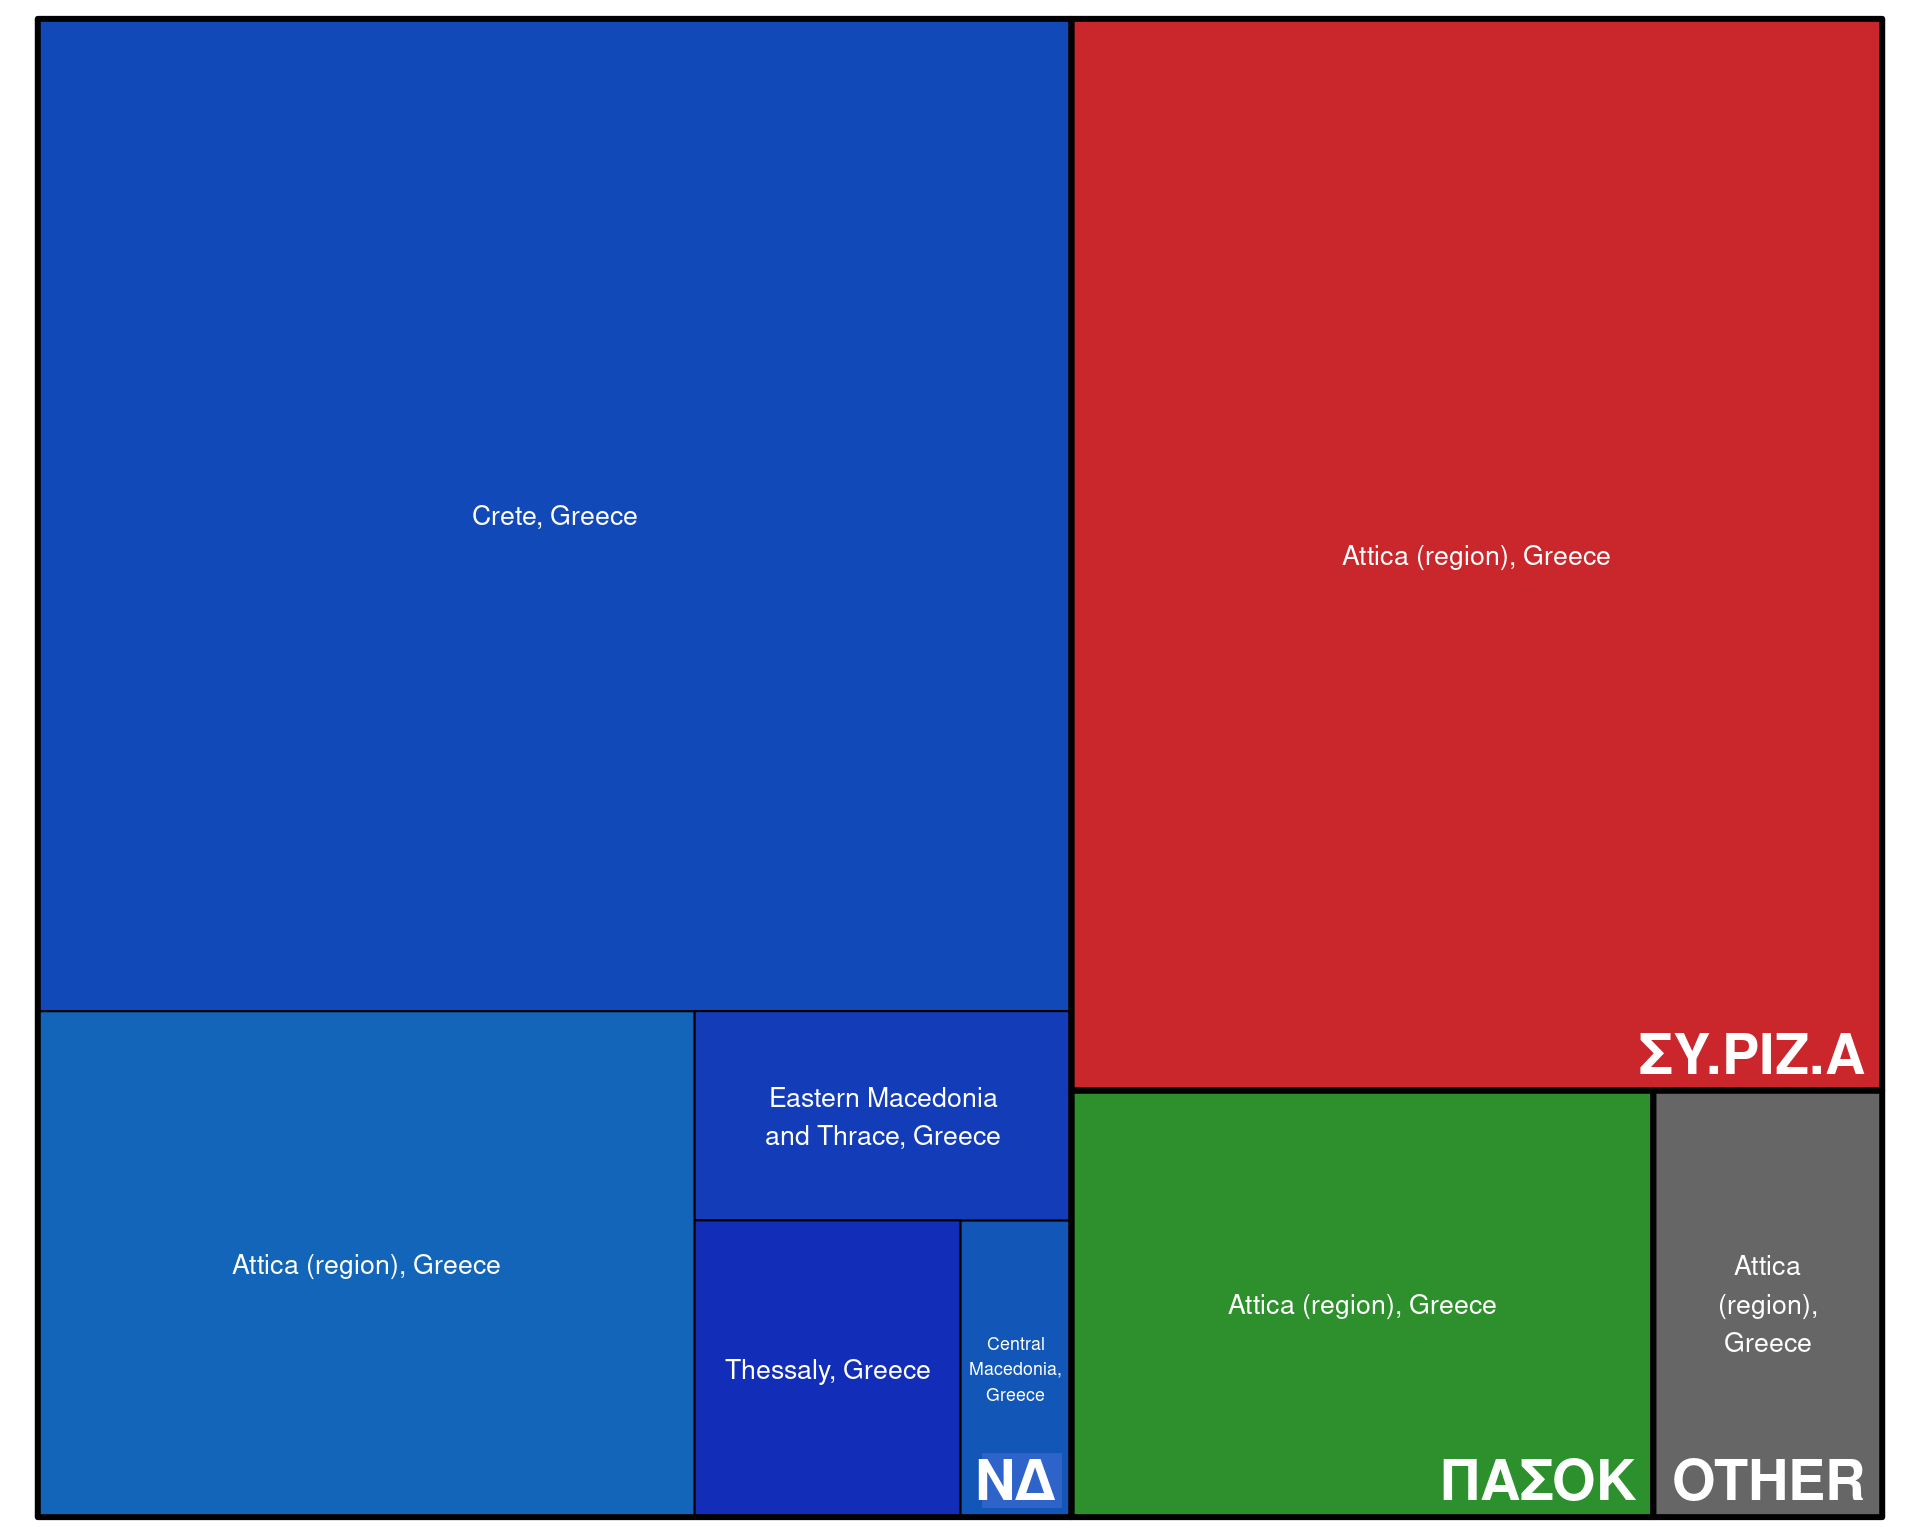 Crete, Greece
Attica (region), Greece
ΣΥ.ΡΙΖ.Α
Eastern Macedonia
and Thrace, Greece
Attica (region), Greece
Thessaly, Greece
Central
Macedonia,
Greece
ΝΔ
Attica (region), Greece
ΠΑΣΟΚ
Attica
(region),
Greece
OTHER